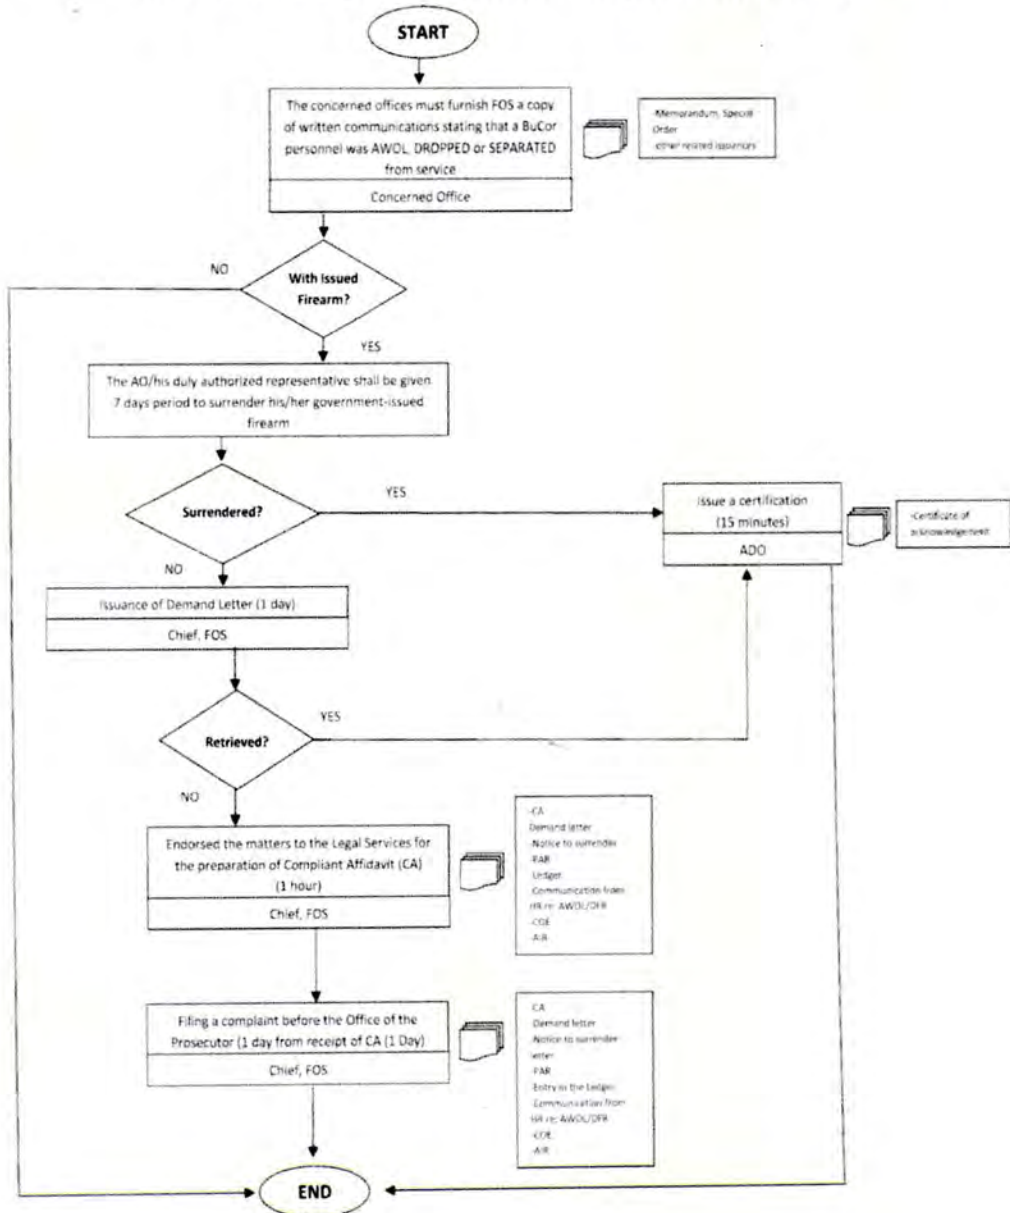 START
The concerned offices must furnish FOS a copy
of written communications stating that a BuCor
personnel was AWOL, DROPPED or SEPARATED
from service
Concerned Office
-Memorandum, Special
Order
-other related issuances
With Issued
Firearm?
NO
YES
The AO/his duly authorized representative shall be given
7 days period to surrender his/her government-issued
firearm
Surrendered?
YES
NO
Issue a certification
(15 minutes)
ADO
-Certificate of
acknowledgement
Issuance of Demand Letter (1 day)
Chief, FOS
Retrieved?
YES
NO
Endorsed the matters to the Legal Services for
the preparation of Compliant Affidavit (CA)
(1 hour)
Chief, FOS
-CA
Demand letter
-Notice to surrender
-PAR
-Ledger
-Communication from
HR re: AWOL/DFR
-COE
-AIR
Filing a complaint before the Office of the
Prosecutor (1 day from receipt of CA (1 Day)
Chief, FOS
-CA
-Demand letter
-Notice to surrender
letter
-PAR
-Entry in the Ledger
-Communication from
HR re: AWOL/DFR
-COE
-AIR
END